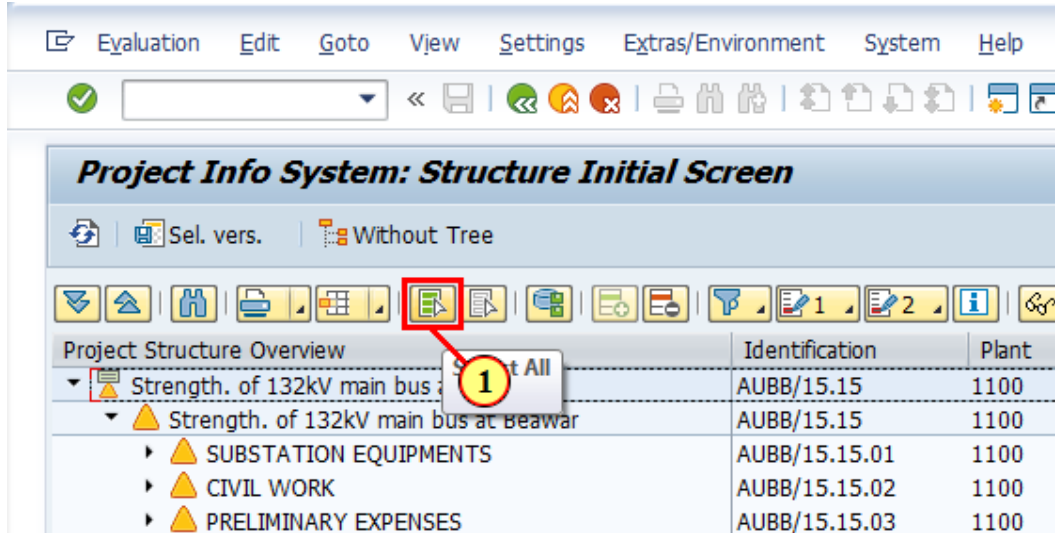 Evaluation Edit Goto View Settings Extras/Environment System Help
Project Info System: Structure Initial Screen
Sel. vers. Without Tree
1 2
Project Structure Overview Identification Plant
t All
1
Strength. of 132kV main bus AUBB/15.15 1100
Strength. of 132kV main bus at Beawar AUBB/15.15 1100
SUBSTATION EQUIPMENTS AUBB/15.15.01 1100
CIVIL WORK AUBB/15.15.02 1100
PRELIMINARY EXPENSES AUBB/15.15.03 1100